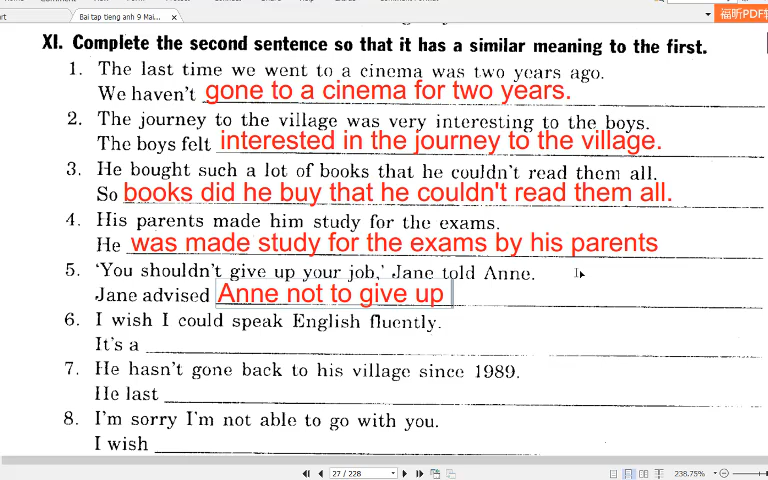 Bai tap tieng anh 9 Mai... ×
福昕PDF
XI. Complete the second sentence so that it has a similar meaning to the first.
1. The last time we went to a cinema was two years ago.
We haven't gone to a cinema for two years.
2. The journey to the village was very interesting to the boys.
The boys felt interested in the journey to the village.
3. He bought such a lot of books that he couldn't read them all.
So books did he buy that he couldn't read them all.
4. His parents made him study for the exams.
He was made study for the exams by his parents
5. 'You shouldn't give up your job,' Jane told Anne.
Jane advised Anne not to give up
6. I wish I could speak English fluently.
It's a
7. He hasn't gone back to his village since 1989.
He last
8. I'm sorry I'm not able to go with you.
I wish
27 / 228
238.75%